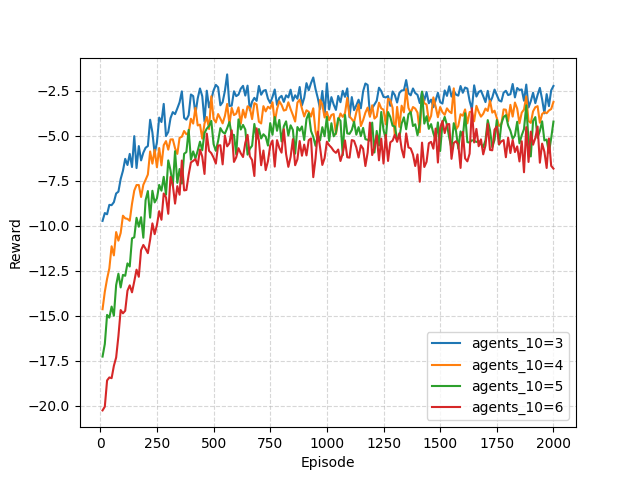 −2.5
−5.0
−7.5
−10.0
−12.5
−15.0
−17.5
−20.0
Reward
0 250 500 750 1000 1250 1500 1750 2000
Episode
agents_10=3
agents_10=4
agents_10=5
agents_10=6